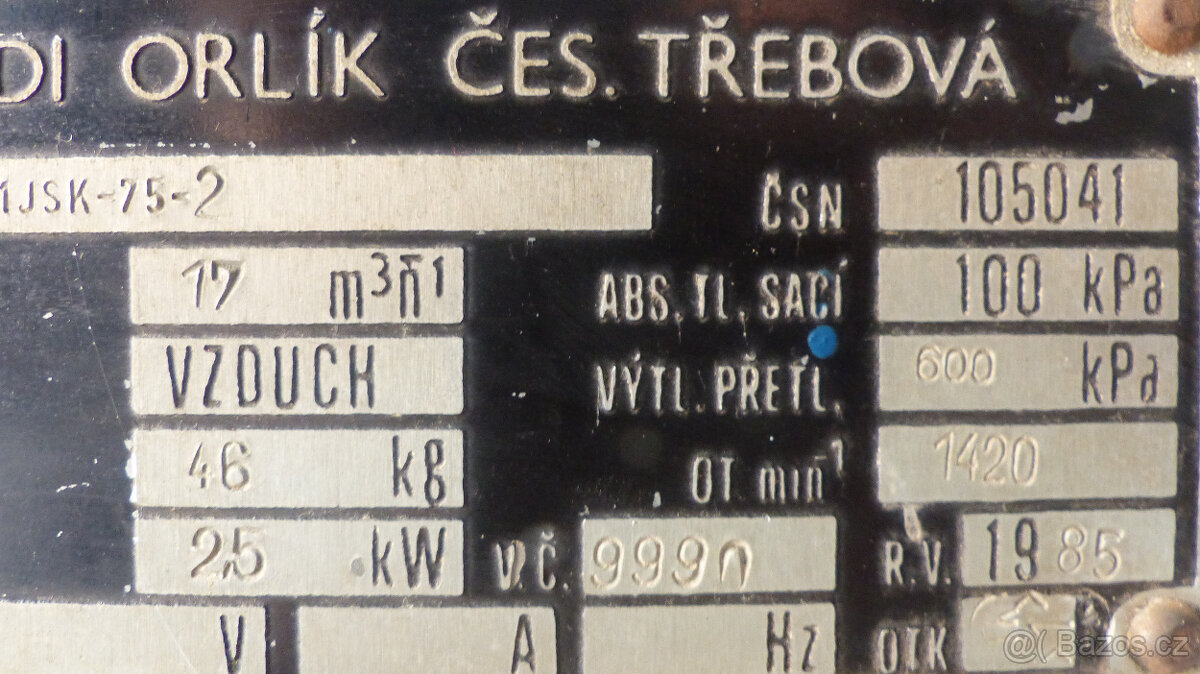 DI ORLÍK ČES. TŘEBOVÁ
1JSK-75-2 ČSN 105041
17 m³h̄¹ ABS. TL. SACÍ 100 kPa
VZDUCH VÝTL. PŘETL. 600 kPa
46 kg OT min̄¹ 1420
2,5 kW V.Č. 9990 R.V. 1985
V A Hz OTK
@( Bazos.cz